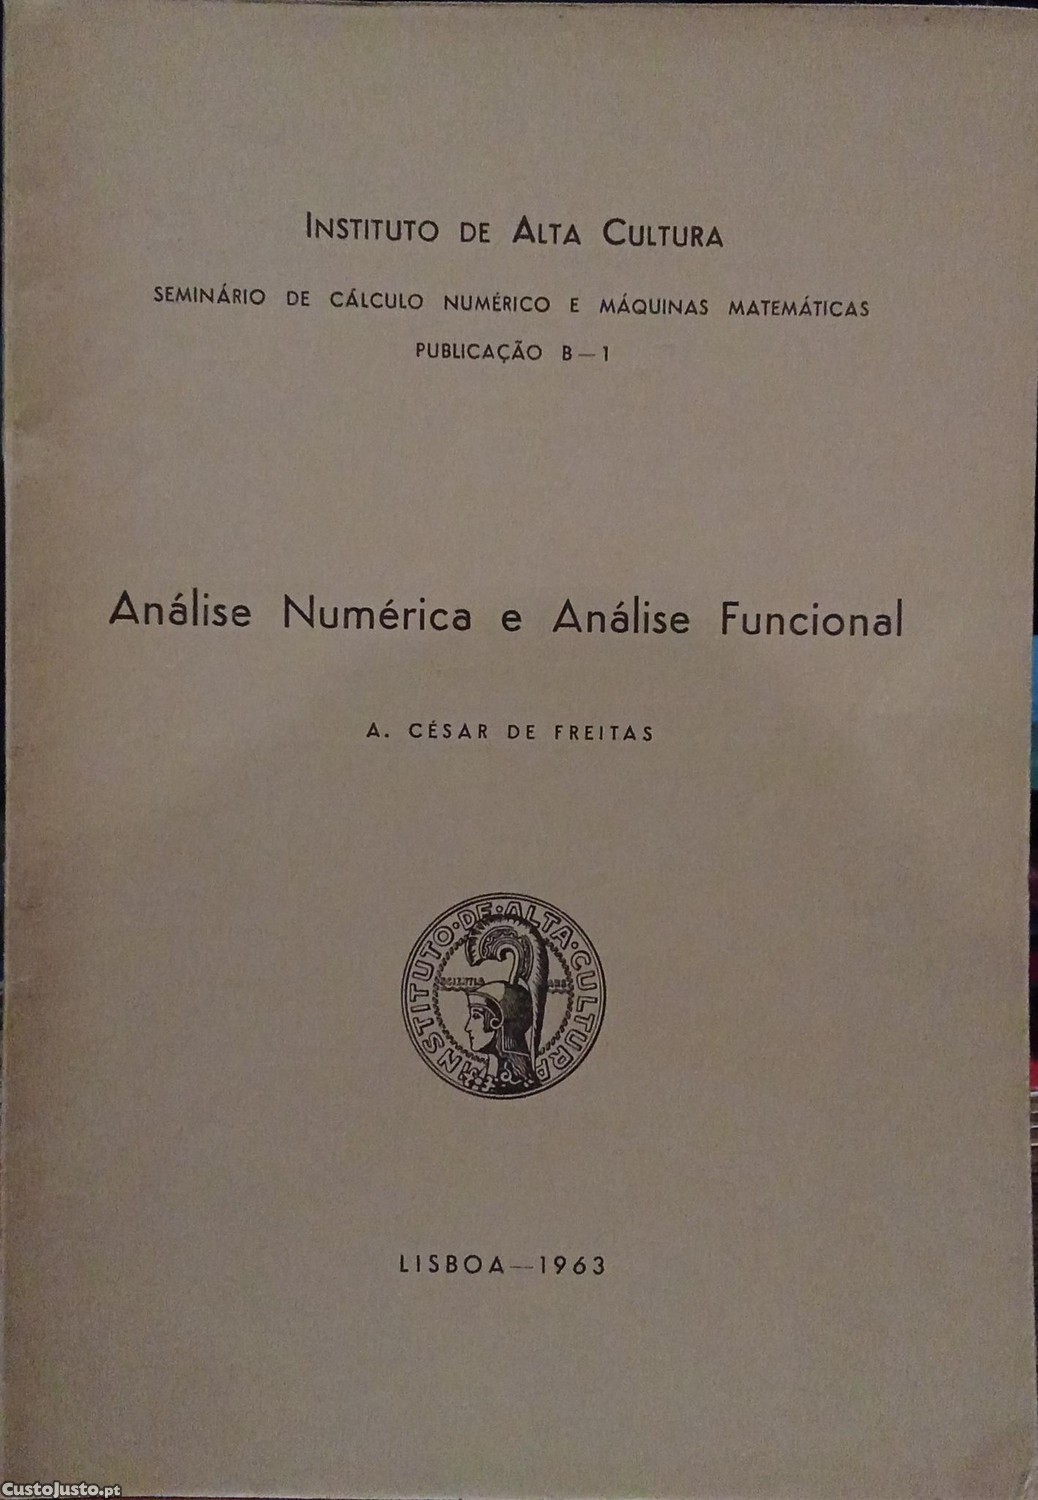 INSTITUTO DE ALTA CULTURA
SEMINÁRIO DE CÁLCULO NUMÉRICO E MÁQUINAS MATEMÁTICAS
PUBLICAÇÃO B—1
Análise Numérica e Análise Funcional
A. CÉSAR DE FREITAS
INSTITUTO·DE·ALTA·CULTURA
LISBOA—1963
CustoJusto.pt